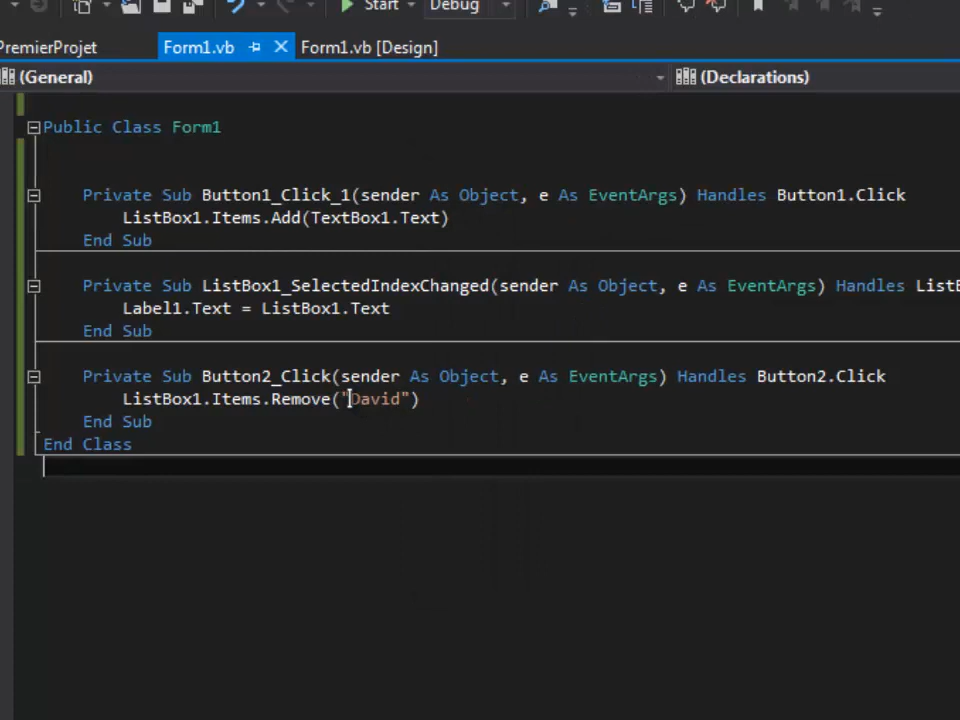 Start Debug
PremierProjet Form1.vb Form1.vb [Design]
(General) (Declarations)
Public Class Form1
Private Sub Button1_Click_1(sender As Object, e As EventArgs) Handles Button1.Click
ListBox1.Items.Add(TextBox1.Text)
End Sub
Private Sub ListBox1_SelectedIndexChanged(sender As Object, e As EventArgs) Handles ListB
Label1.Text = ListBox1.Text
End Sub
Private Sub Button2_Click(sender As Object, e As EventArgs) Handles Button2.Click
ListBox1.Items.Remove("David")
End Sub
End Class